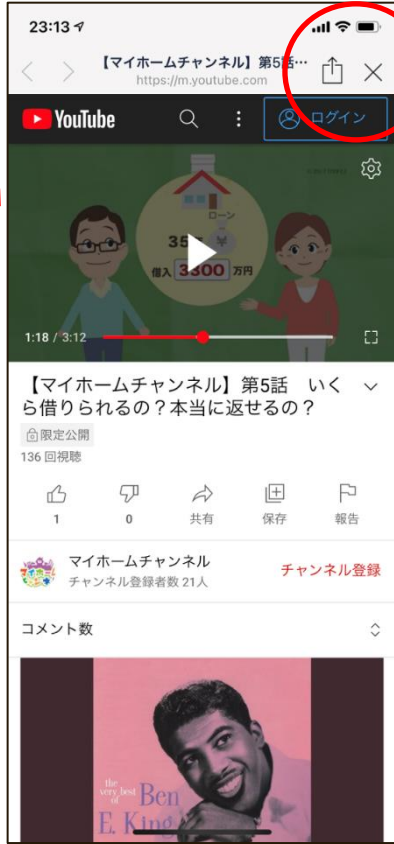 23:13
【マイホームチャンネル】第5話…
https://m.youtube.com
YouTube
ログイン
ローン
35年
借入 3300 万円
1:18 / 3:12
【マイホームチャンネル】第5話 いく
ら借りられるの？本当に返せるの？
限定公開
136 回視聴
1 0 共有 保存 報告
マイホームチャンネル
チャンネル登録者数 21人
チャンネル登録
コメント数
the
very best
of
Ben
E. King